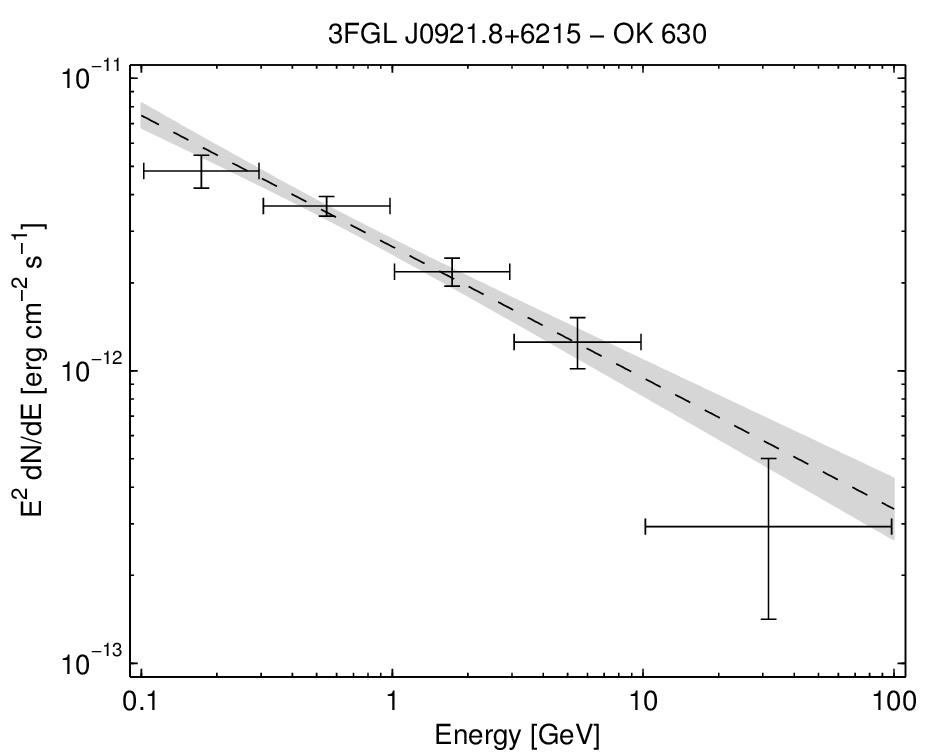 3FGL J0921.8+6215 − OK 630
E² dN/dE [erg cm⁻² s⁻¹]
10⁻¹¹
10⁻¹²
10⁻¹³
0.1 1 10 100
Energy [GeV]